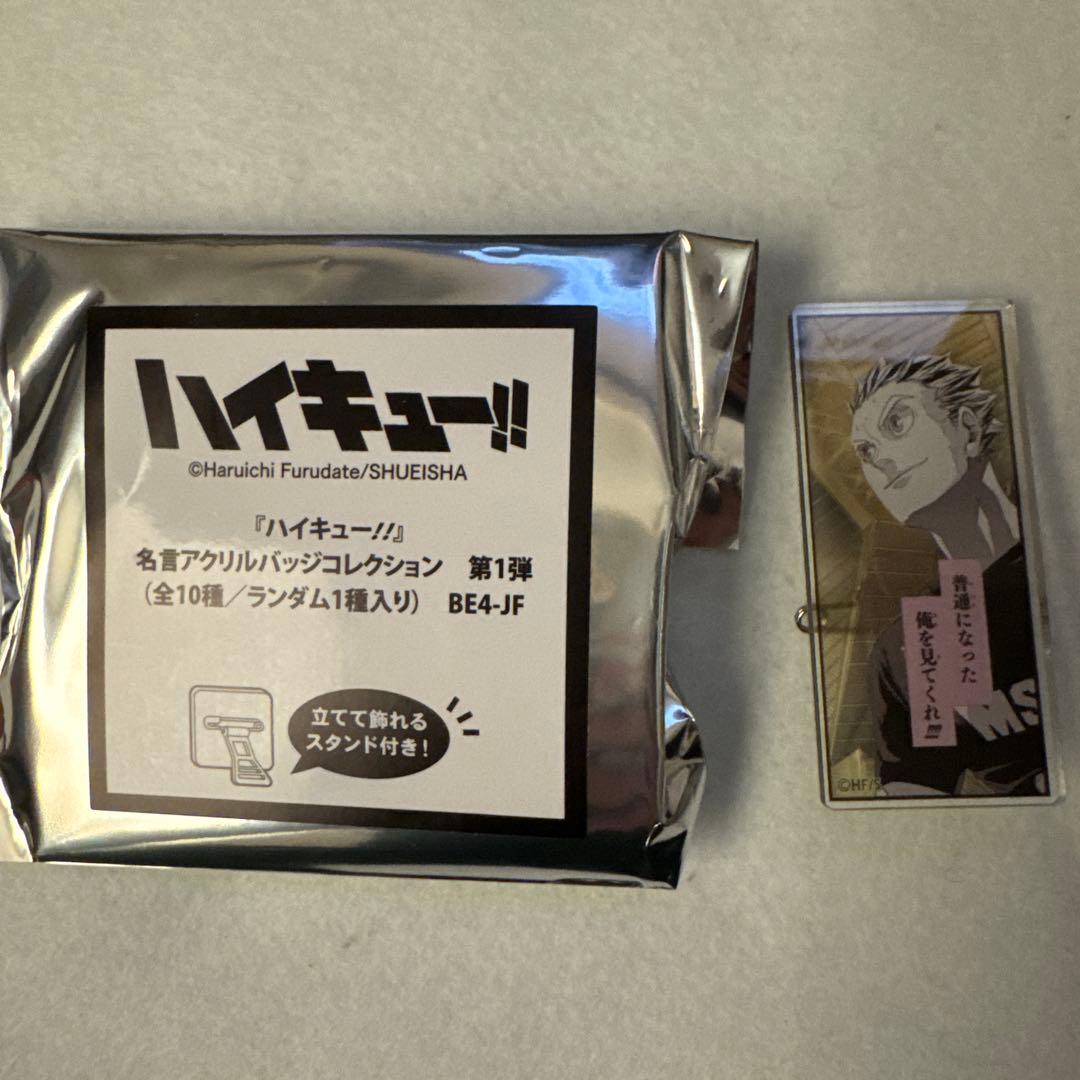 ハイキュー!!
©Haruichi Furudate/SHUEISHA
『ハイキュー!!』
名言アクリルバッジコレクション 第1弾
（全10種／ランダム1種入り） BE4-JF
立てて飾れる
スタンド付き！
普通になった
俺を見てくれ!!!!
MS
©HF/S